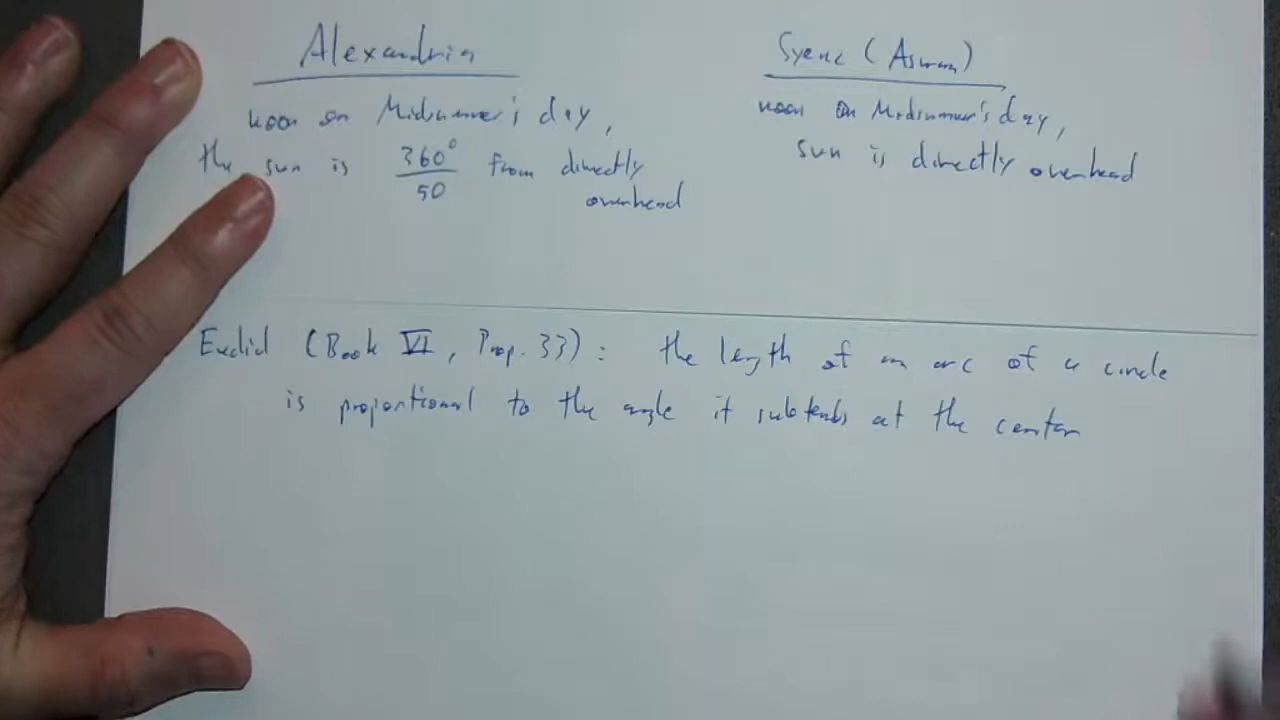 Alexandria
noon on Midsummer's day,
the sun is 360°/50 from directly
overhead
Syene (Aswan)
noon on Midsummer's day,
sun is directly overhead
Euclid (Book VI, Prop. 33): the length of an arc of a circle
is proportional to the angle it subtends at the center